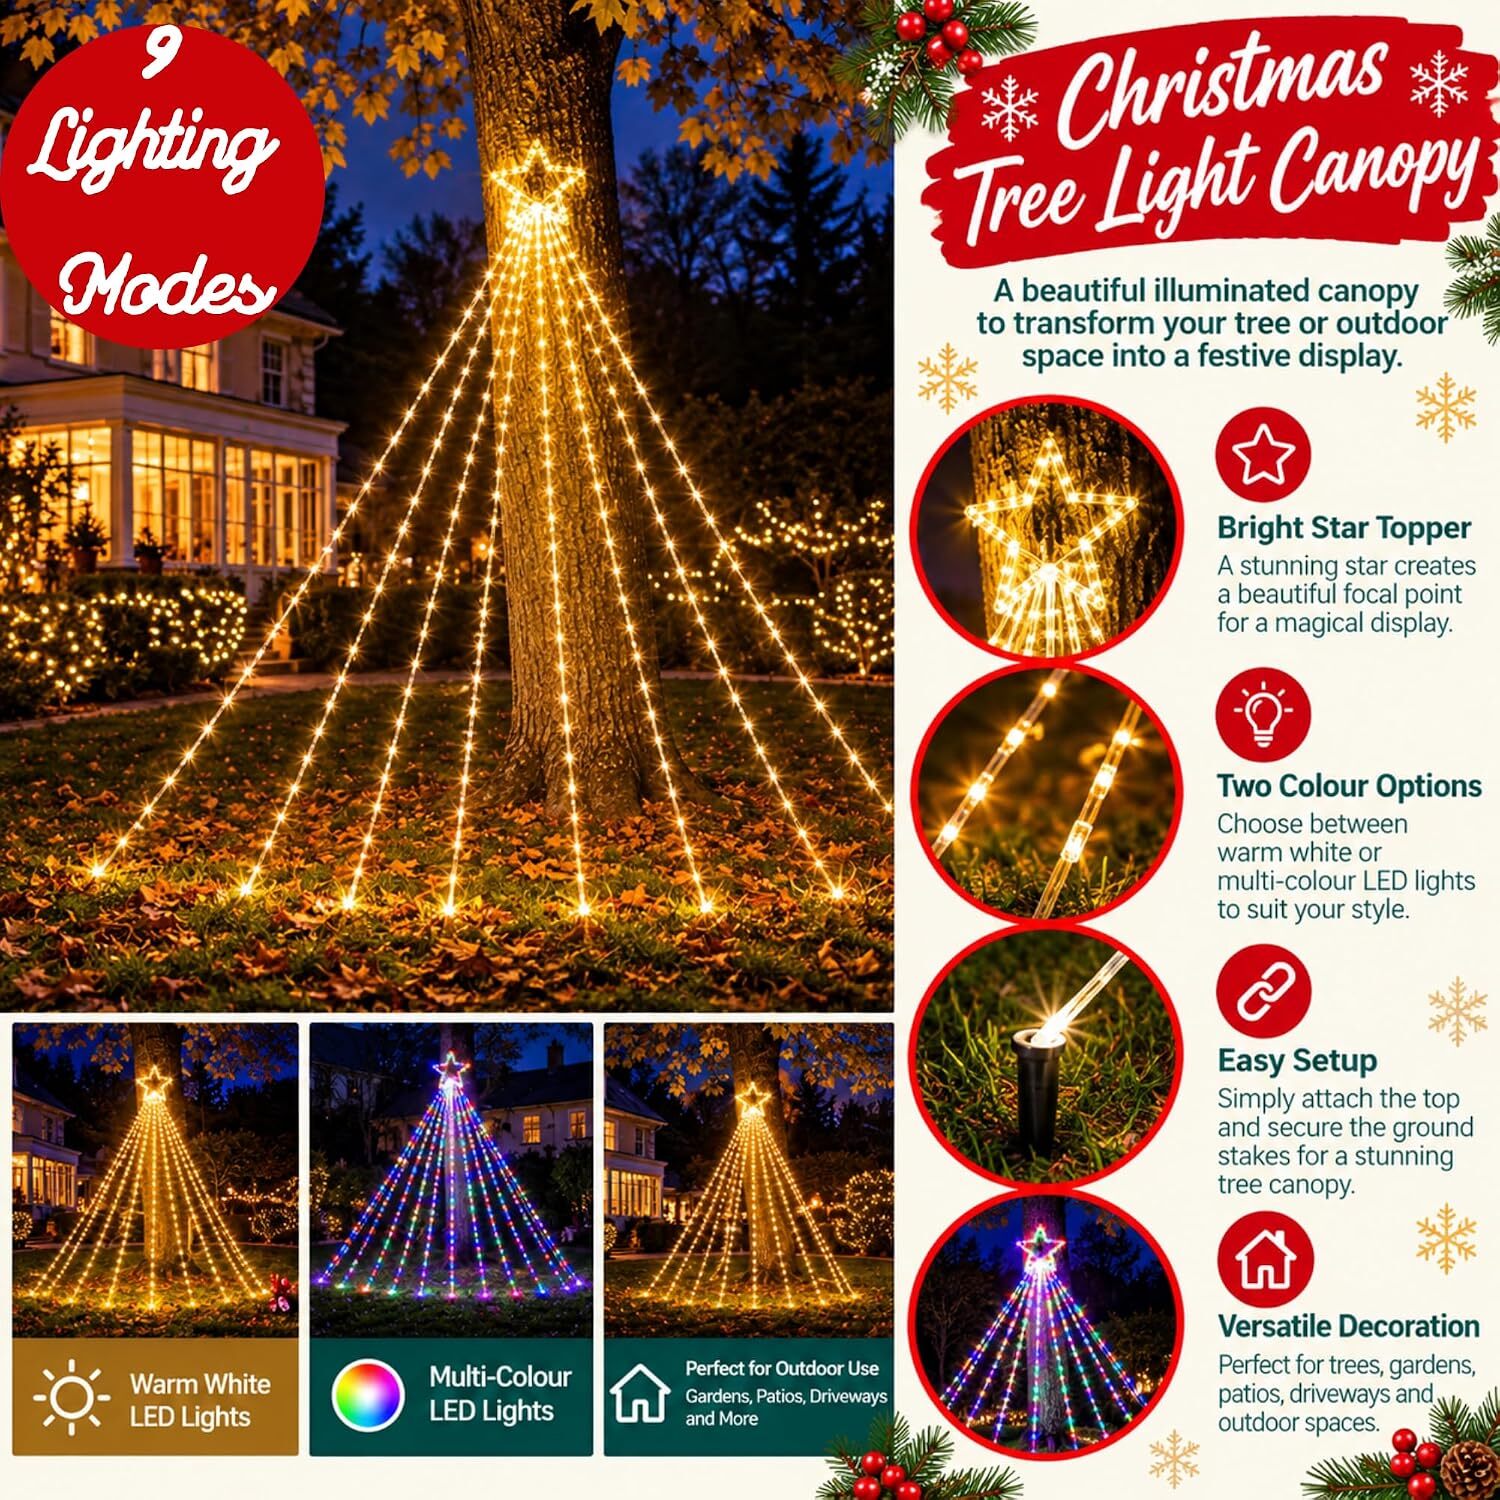 9
Lighting
Modes
Christmas
Tree Light Canopy
A beautiful illuminated canopy
to transform your tree or outdoor
space into a festive display.
Bright Star Topper
A stunning star creates
a beautiful focal point
for a magical display.
Two Colour Options
Choose between
warm white or
multi-colour LED lights
to suit your style.
Easy Setup
Simply attach the top
and secure the ground
stakes for a stunning
tree canopy.
Versatile Decoration
Perfect for trees, gardens,
patios, driveways and
outdoor spaces.
Warm White
LED Lights
Multi-Colour
LED Lights
Perfect for Outdoor Use
Gardens, Patios, Driveways
and More